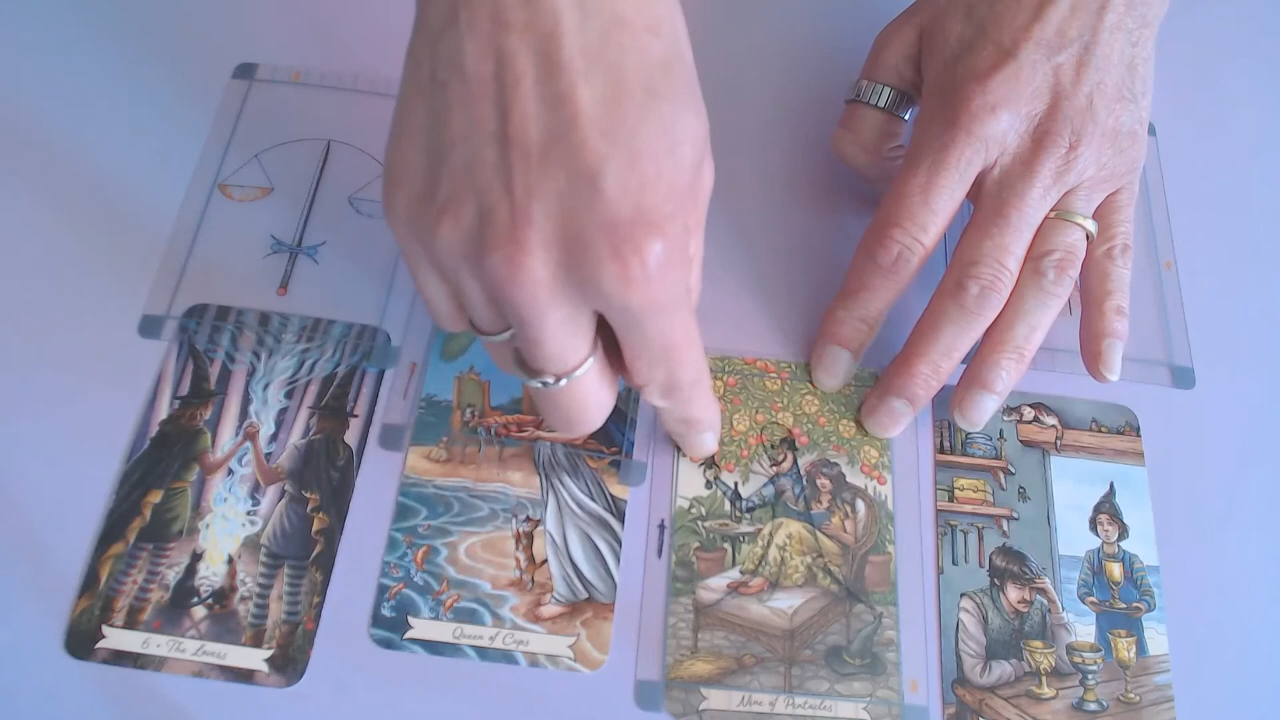 6 • The Lovers
Queen of Cups
Nine of Pentacles